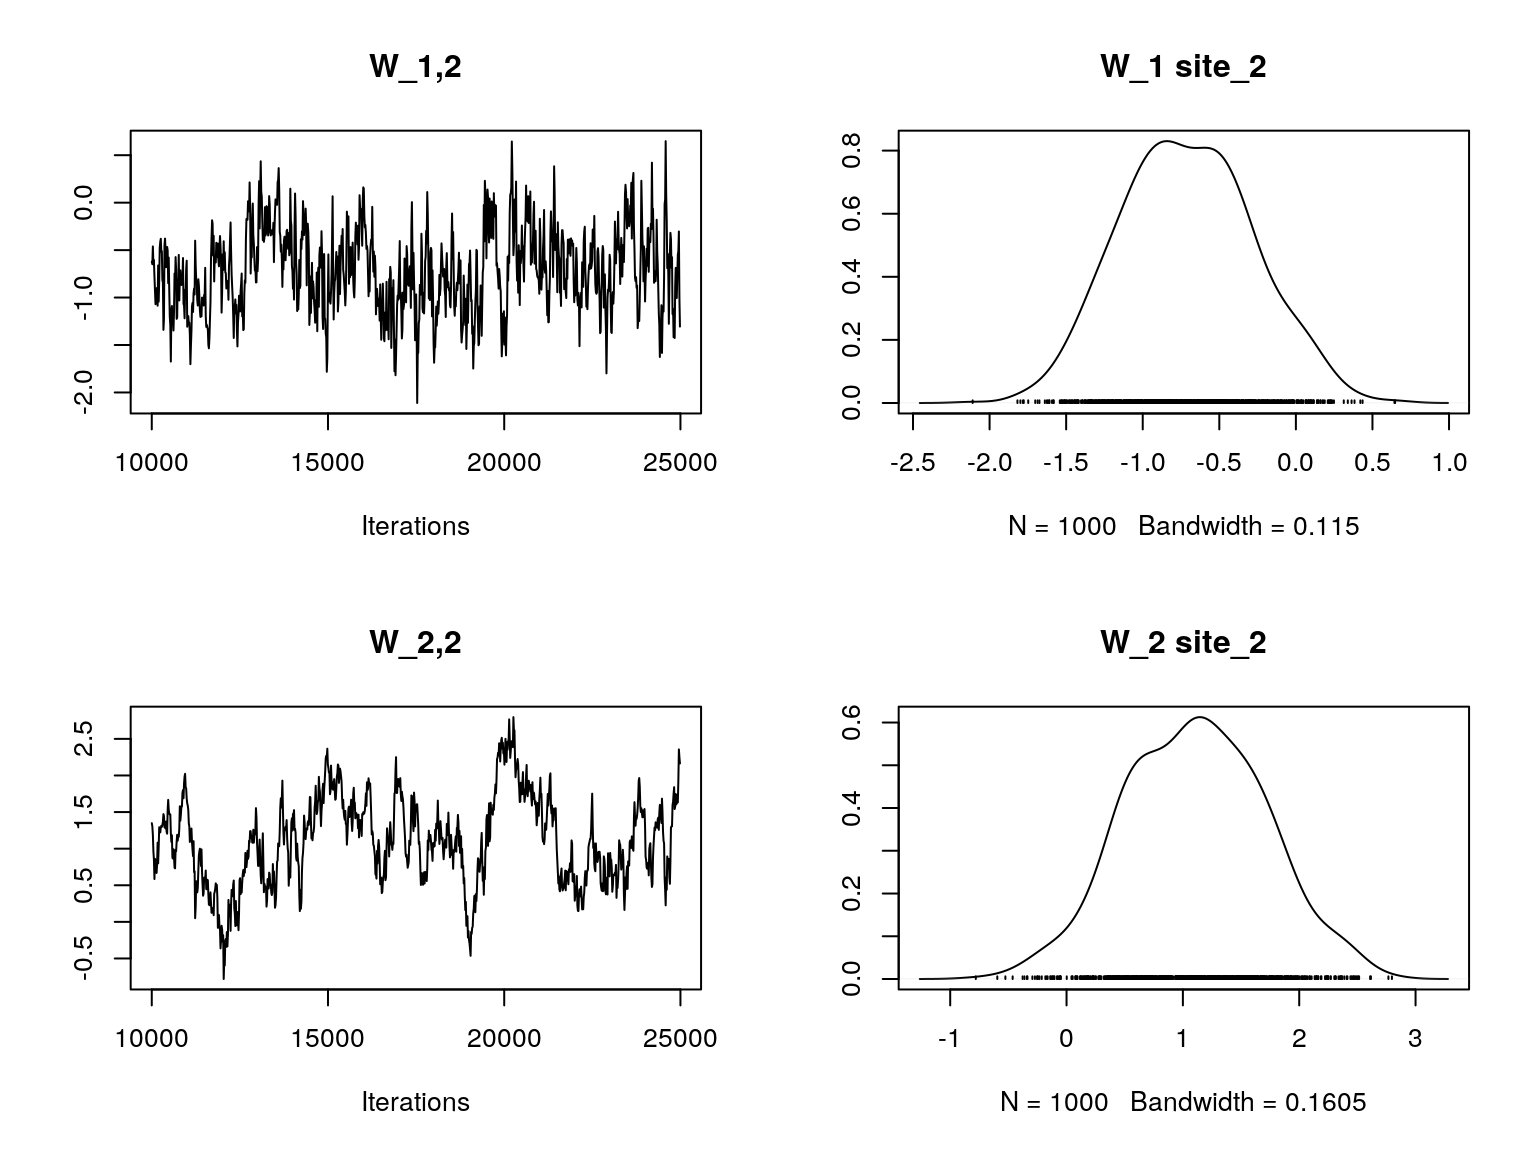 W_1,2
0.0
-1.0
-2.0
10000 15000 20000 25000
Iterations
W_1 site_2
0.8
0.6
0.4
0.2
0.0
-2.5 -2.0 -1.5 -1.0 -0.5 0.0 0.5 1.0
N = 1000 Bandwidth = 0.115
W_2,2
2.5
1.5
0.5
-0.5
10000 15000 20000 25000
Iterations
W_2 site_2
0.6
0.4
0.2
0.0
-1 0 1 2 3
N = 1000 Bandwidth = 0.1605